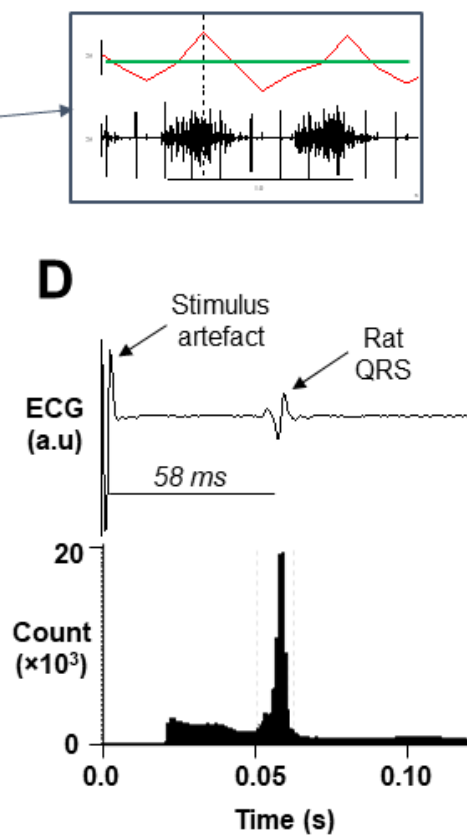 D
Stimulus
artefact
Rat
QRS
ECG
(a.u)
58 ms
20
Count
(×10³)
0
0.0
0.05
0.10
Time (s)